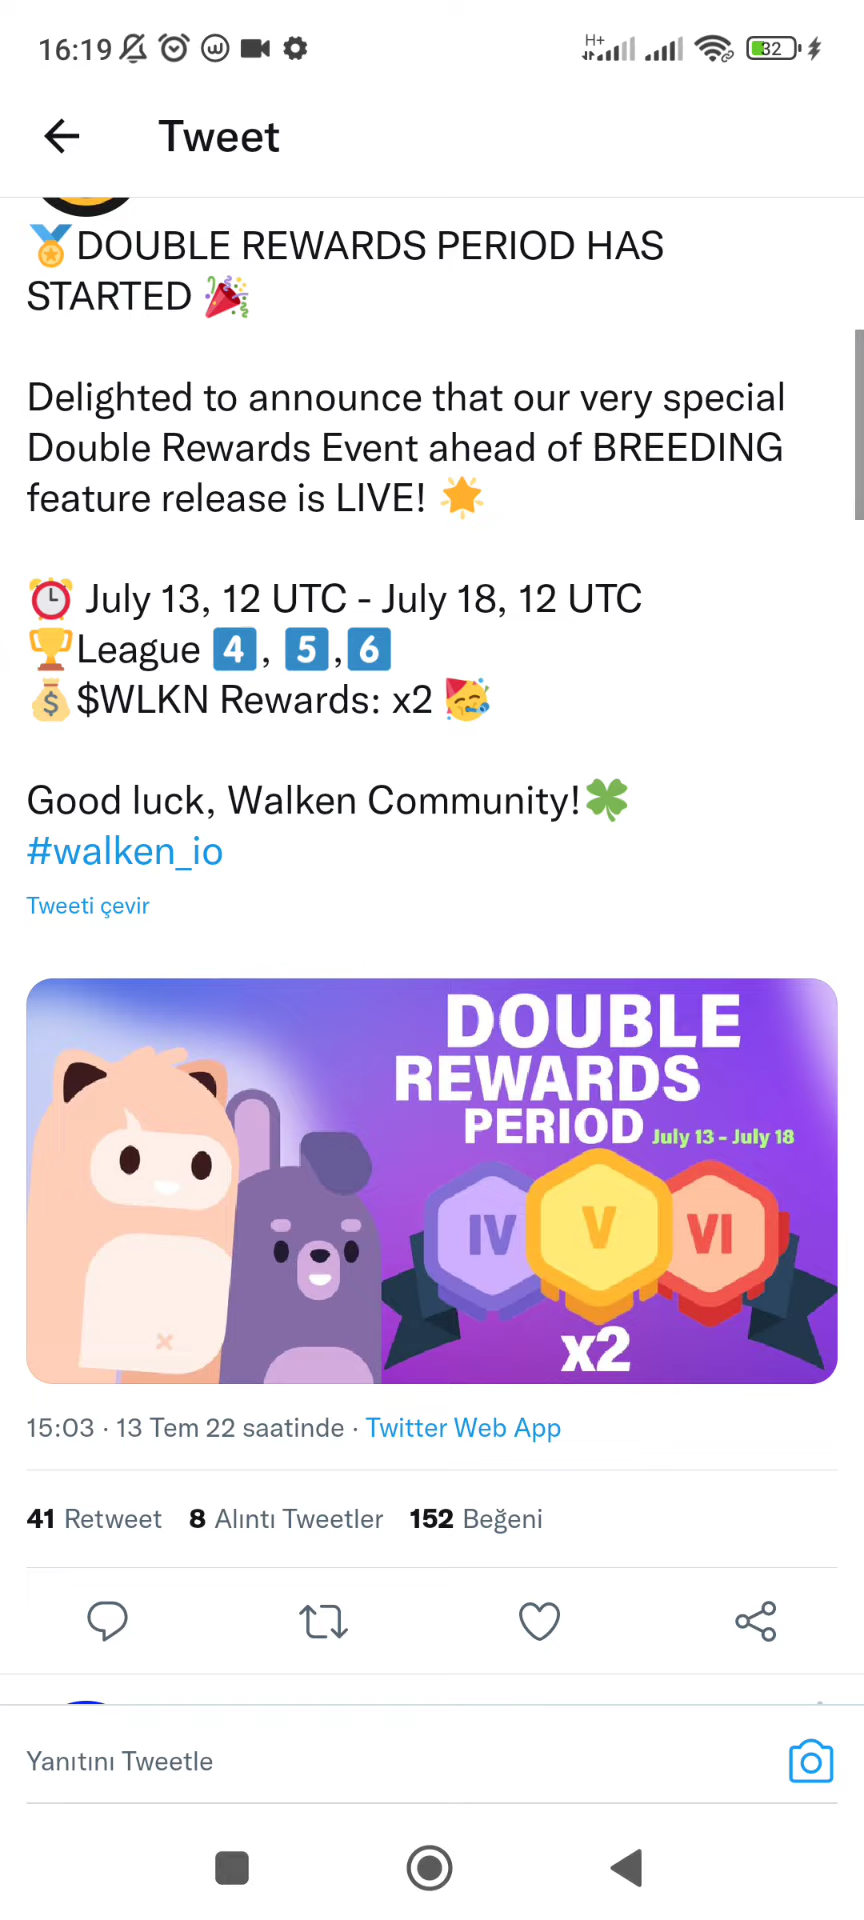 16:19
H+
32
Tweet
🏅DOUBLE REWARDS PERIOD HAS
STARTED 🎉
Delighted to announce that our very special
Double Rewards Event ahead of BREEDING
feature release is LIVE! 🌟
⏰ July 13, 12 UTC - July 18, 12 UTC
🏆League 4️⃣, 5️⃣,6️⃣
💰$WLKN Rewards: x2 🥳
Good luck, Walken Community!🍀
#walken_io
Tweeti çevir
DOUBLE
REWARDS
PERIOD July 13 - July 18
IV V VI
x2
15:03 · 13 Tem 22 saatinde · Twitter Web App
41 Retweet 8 Alıntı Tweetler 152 Beğeni
Yanıtını Tweetle